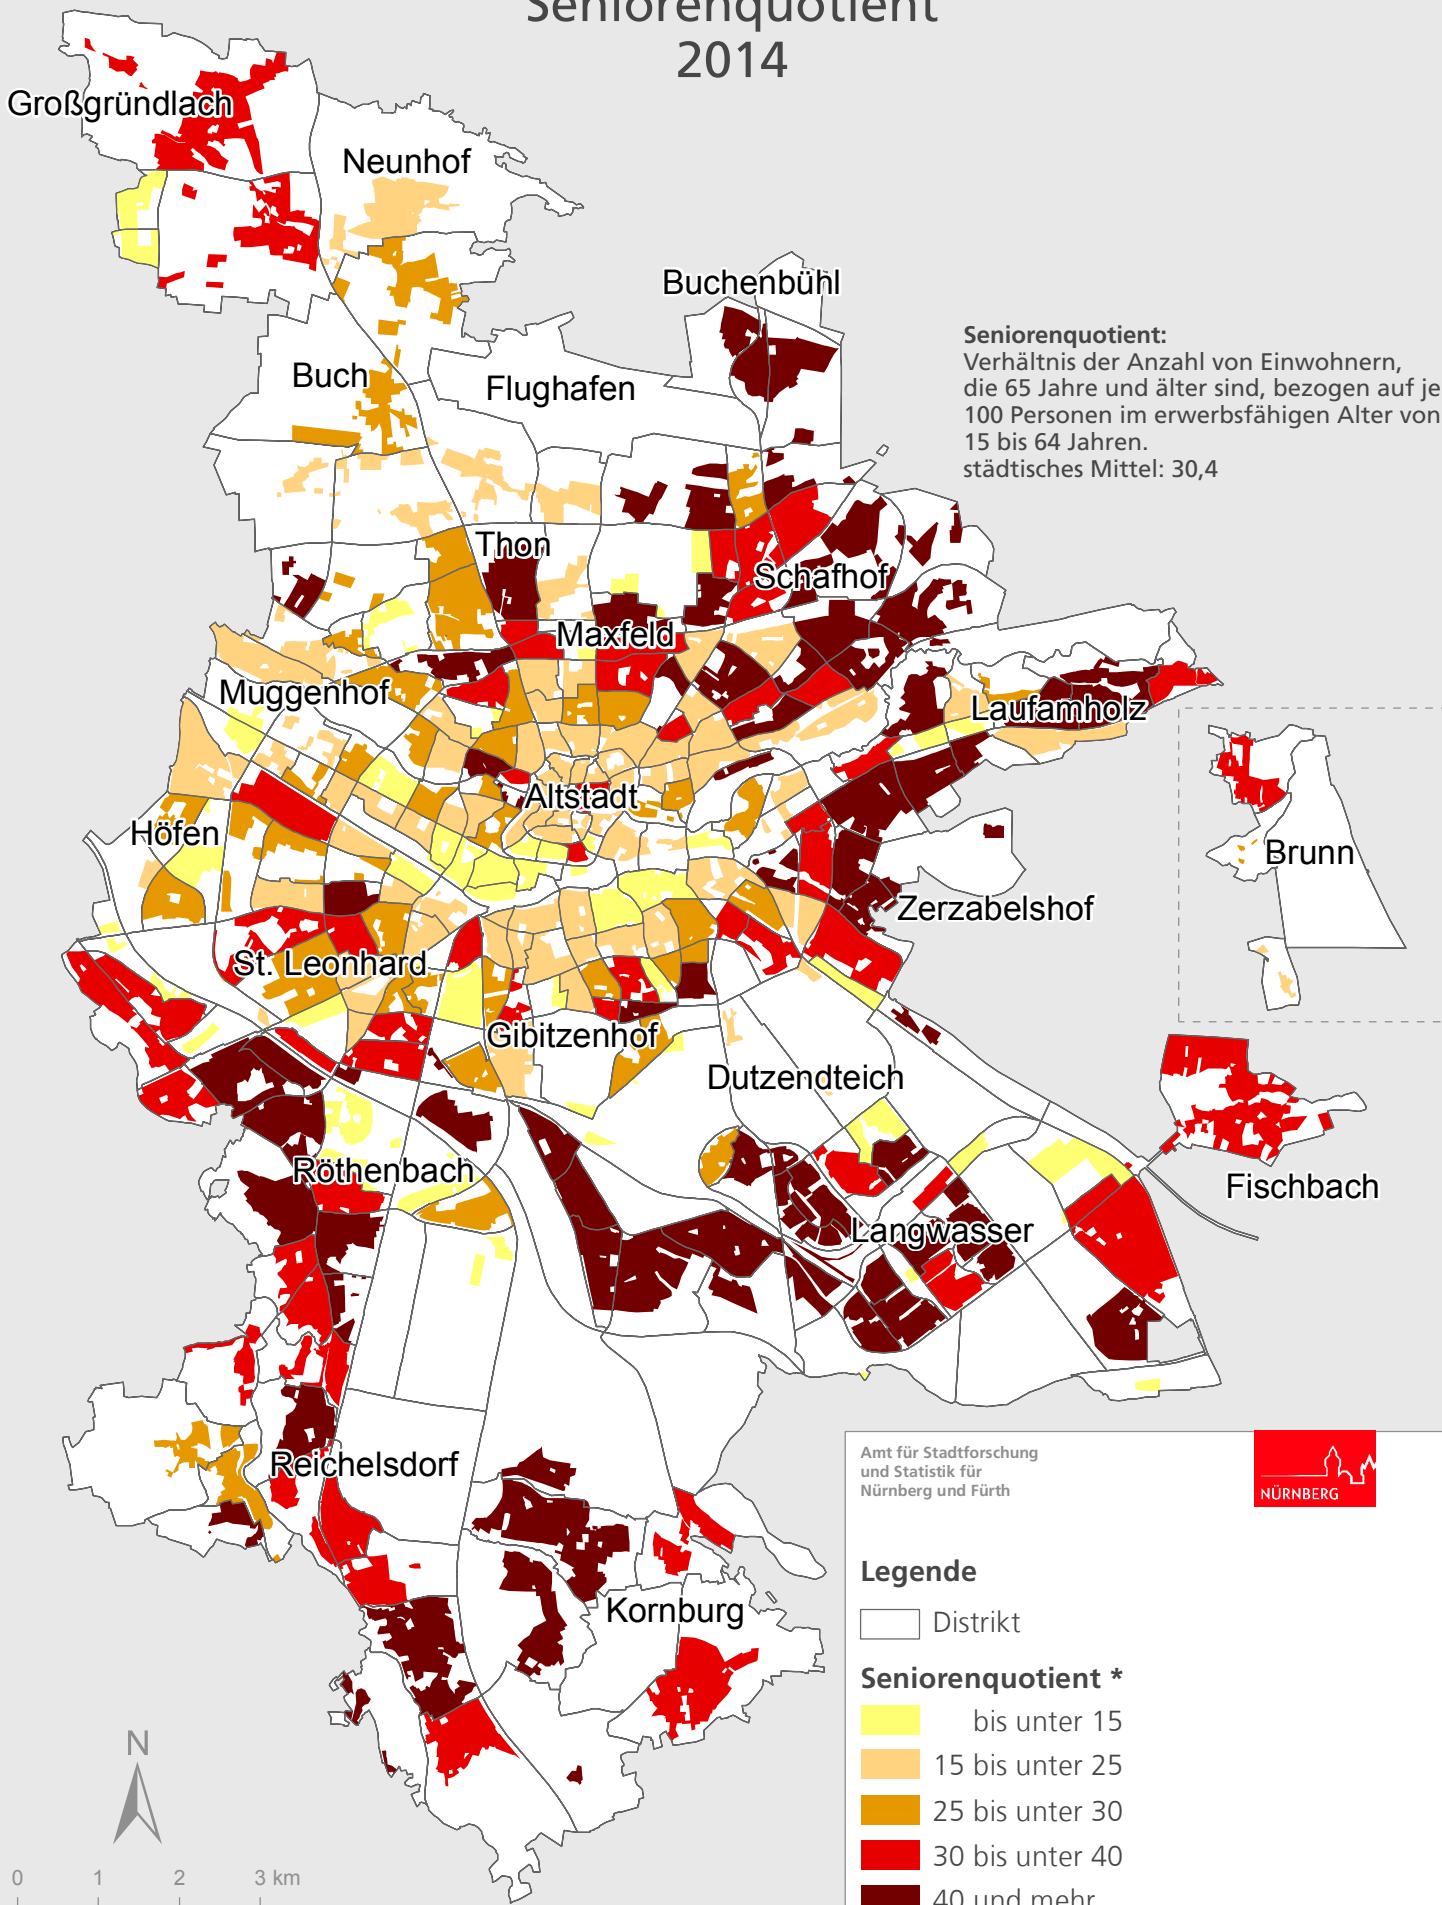 Seniorenquotient
2014
Großgründlach
Neunhof
Buchenbühl
Seniorenquotient:
Verhältnis der Anzahl von Einwohnern,
die 65 Jahre und älter sind, bezogen auf je
100 Personen im erwerbsfähigen Alter von
15 bis 64 Jahren.
städtisches Mittel: 30,4
Buch
Flughafen
Thon
Schafhof
Maxfeld
Muggenhof
Laufamholz
Altstadt
Höfen
Brunn
Zerzabelshof
St. Leonhard
Gibitzenhof
Dutzendteich
Röthenbach
Fischbach
Langwasser
Reichelsdorf
Kornburg
Amt für Stadtforschung
und Statistik für
Nürnberg und Fürth
NÜRNBERG
Legende
Distrikt
Seniorenquotient *
bis unter 15
15 bis unter 25
25 bis unter 30
30 bis unter 40
40 und mehr
N
0 1 2 3 km